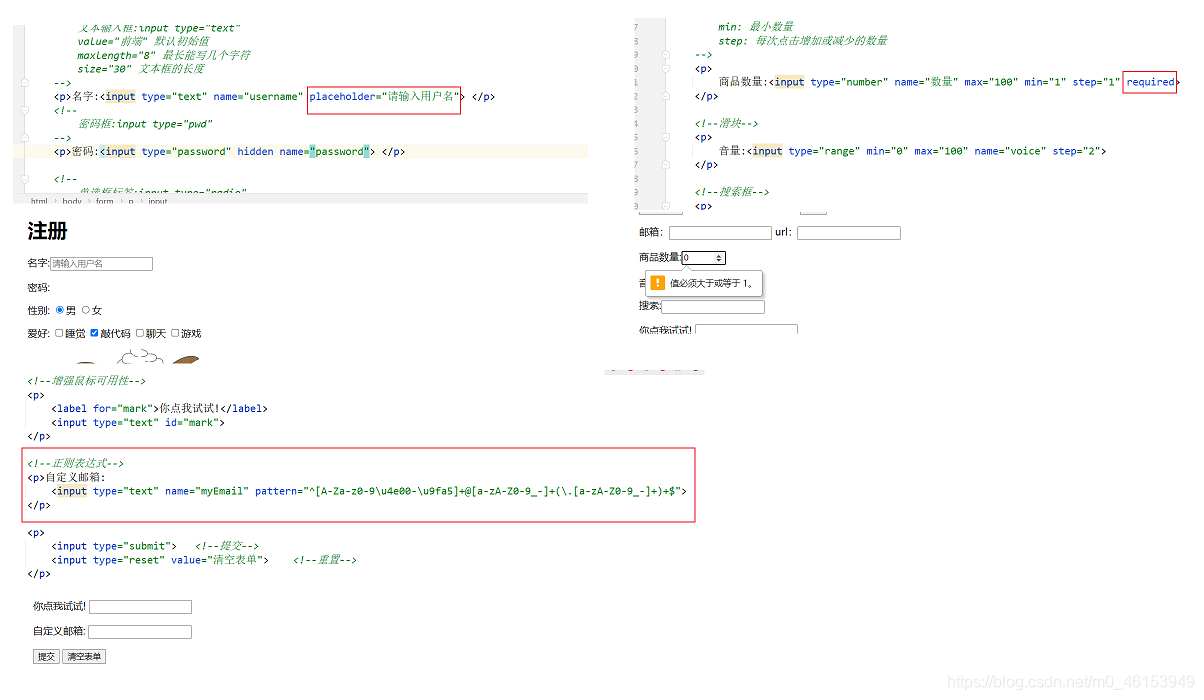 文本输入框:input type="text"
value="前端" 默认初始值
maxlength="8" 最长能写几个字符
size="30" 文本框的长度
-->
<p>名字:<input type="text" name="username" placeholder="请输入用户名"> </p>
<!--
密码框:input type="pwd"
-->
<p>密码:<input type="password" hidden name="password"> </p>
<!--
单选框标签:input type="radio"
html › body › form › p › input
注册
名字: 请输入用户名
密码:
性别: 男 女
爱好: 睡觉 敲代码 聊天 游戏
min: 最小数量
step: 每次点击增加或减少的数量
-->
<p>
商品数量:<input type="number" name="数量" max="100" min="1" step="1" required>
</p>
<!--滑块-->
<p>
音量:<input type="range" min="0" max="100" name="voice" step="2">
</p>
<!--搜索框-->
<p>
邮箱: url:
商品数量: 0
! 值必须大于或等于 1。
搜索:
你点我试试!
<!--增强鼠标可用性-->
<p>
<label for="mark">你点我试试!</label>
<input type="text" id="mark">
</p>
<!--正则表达式-->
<p>自定义邮箱:
<input type="text" name="myEmail" pattern="^[A-Za-z0-9\u4e00-\u9fa5]+@[a-zA-Z0-9_-]+(\.[a-zA-Z0-9_-]+)+$">
</p>
<p>
<input type="submit"> <!--提交-->
<input type="reset" value="清空表单"> <!--重置-->
</p>
你点我试试!
自定义邮箱:
提交 清空表单
https://blog.csdn.net/m0_46153949